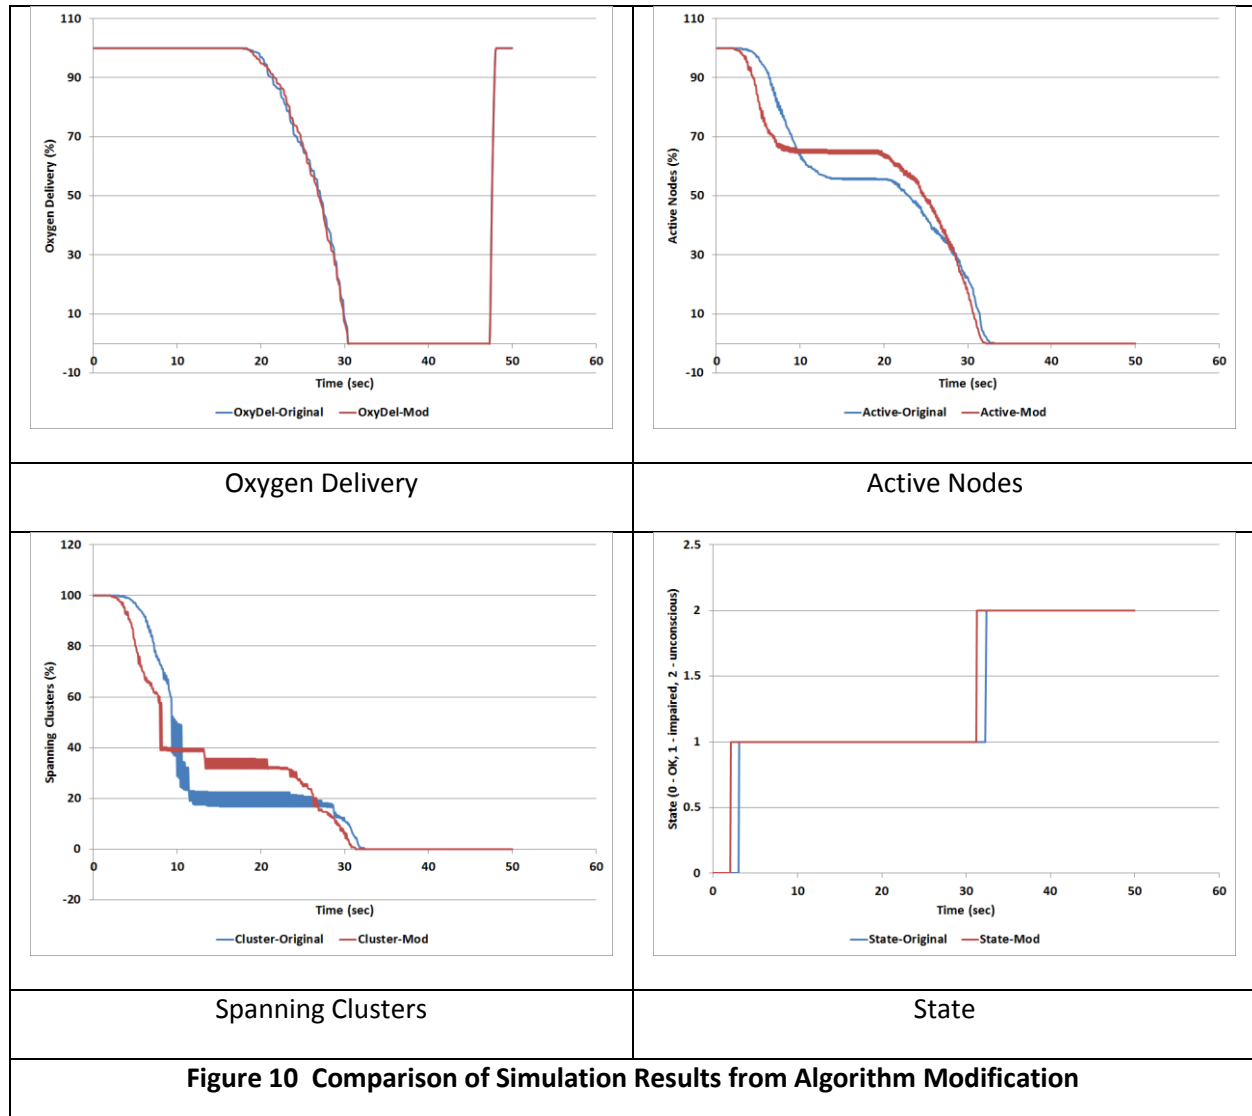 110
90
70
50
30
10
-10
Oxygen Delivery (%)
0 10 20 30 40 50 60
Time (sec)
OxyDel-Original OxyDel-Mod
Oxygen Delivery
110
90
70
50
30
10
-10
Active Nodes (%)
0 10 20 30 40 50 60
Time (sec)
Active-Original Active-Mod
Active Nodes
120
100
80
60
40
20
0
-20
Spanning Clusters (%)
0 10 20 30 40 50 60
Time (sec)
Cluster-Original Cluster-Mod
Spanning Clusters
2.5
2
1.5
1
0.5
0
State (0 - OK, 1 - impaired, 2 - unconscious)
0 10 20 30 40 50 60
Time (sec)
State-Original State-Mod
State
Figure 10 Comparison of Simulation Results from Algorithm Modification